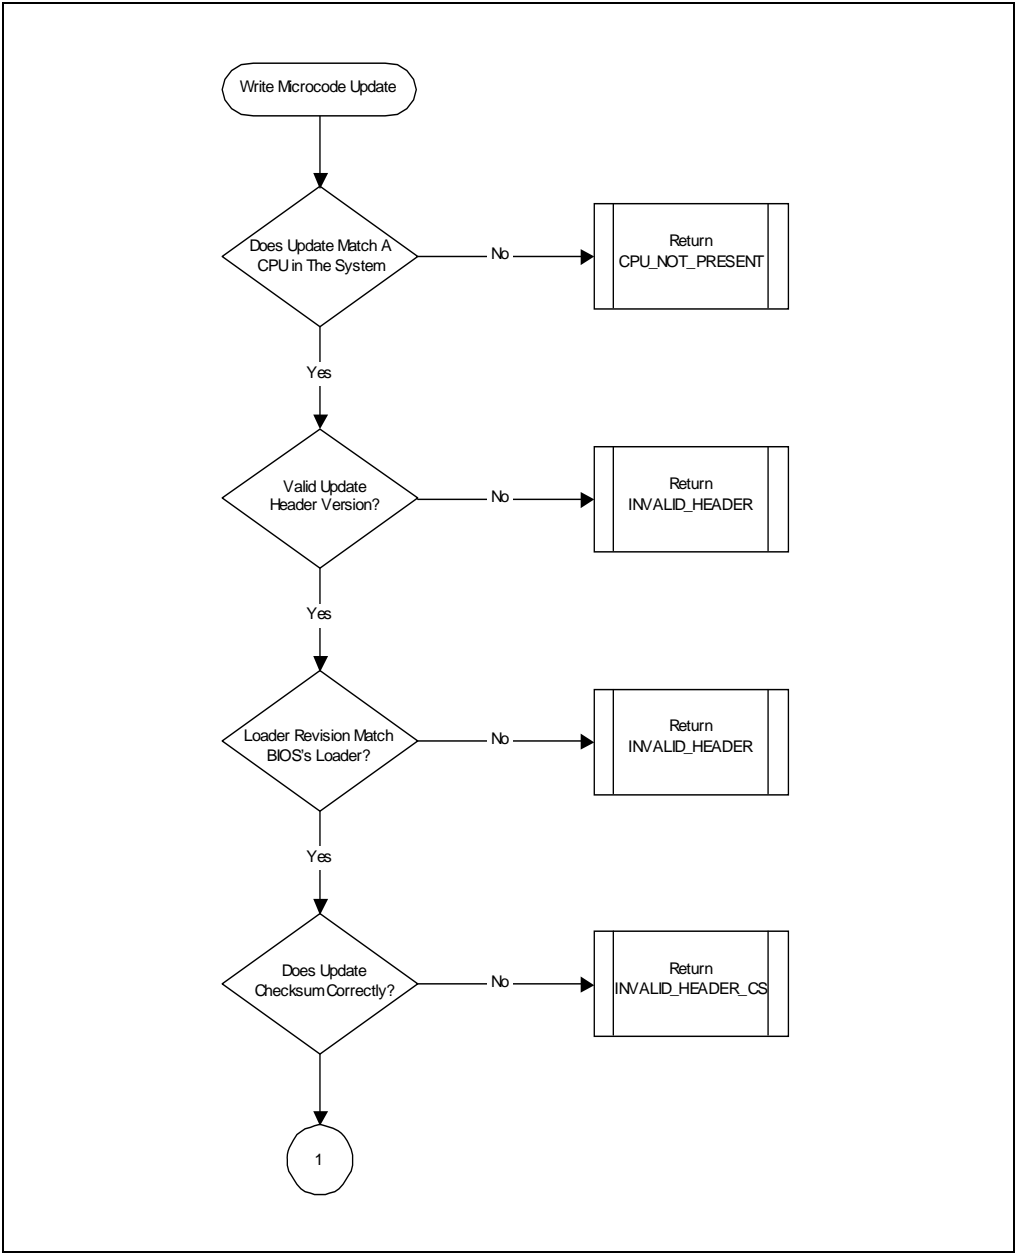 Write Microcode Update
Does Update Match A
CPU in The System
No
Return
CPU_NOT_PRESENT
Yes
Valid Update
Header Version?
No
Return
INVALID_HEADER
Yes
Loader Revision Match
BIOS's Loader?
No
Return
INVALID_HEADER
Yes
Does Update
Checksum Correctly?
No
Return
INVALID_HEADER_CS
1